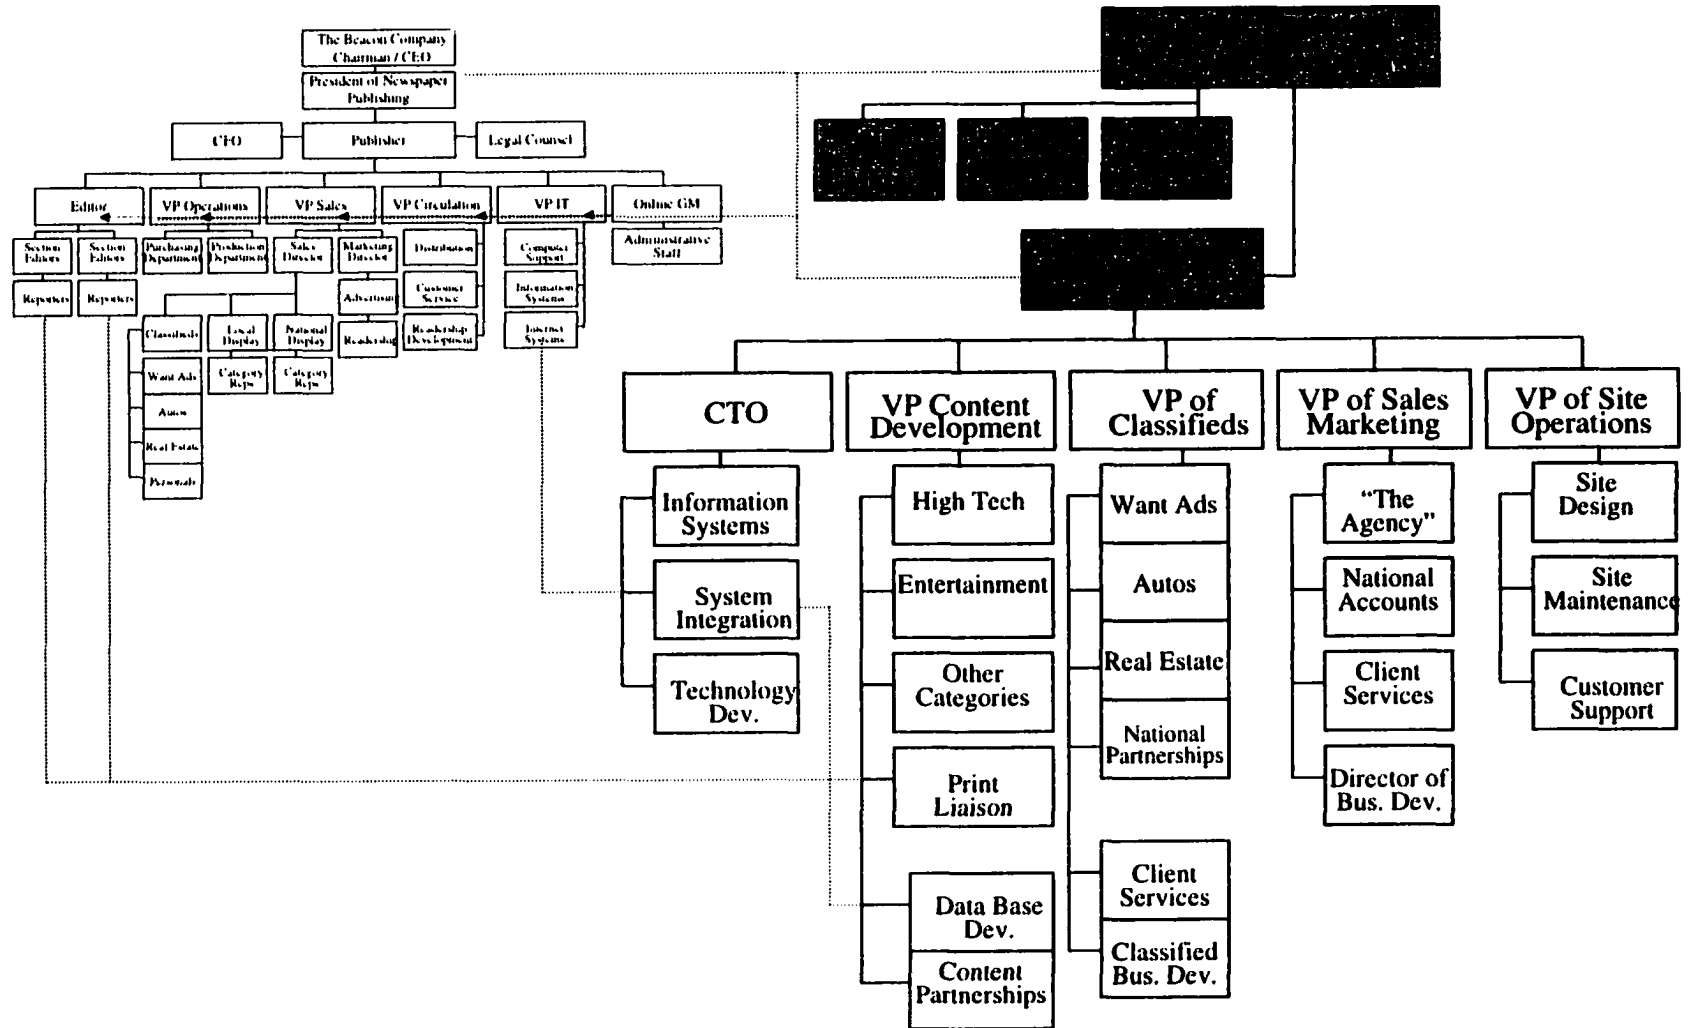 The Beacon Company
Chairman / CEO
President of Newspaper
Publishing
CFO
Publisher
Legal Counsel
Editor
VP Operations
VP Sales
VP Circulation
VP IT
Online GM
Section
Editors
Section
Editors
Purchasing
Department
Production
Department
Sales
Director
Marketing
Director
Distribution
Computer
Support
Administrative
Staff
Reporters
Reporters
Advertising
Customer
Service
Information
Systems
Classifieds
Local
Display
National
Display
Readership
Readership
Development
Internet
Systems
Want Ads
Category
Reps
Category
Reps
Autos
Real Estate
Personals
CTO
VP Content
Development
VP of
Classifieds
VP of Sales
Marketing
VP of Site
Operations
Information
Systems
System
Integration
Technology
Dev.
High Tech
Entertainment
Other
Categories
Print
Liaison
Data Base
Dev.
Content
Partnerships
Want Ads
Autos
Real Estate
National
Partnerships
Client
Services
Classified
Bus. Dev.
“The
Agency”
National
Accounts
Client
Services
Director of
Bus. Dev.
Site
Design
Site
Maintenance
Customer
Support